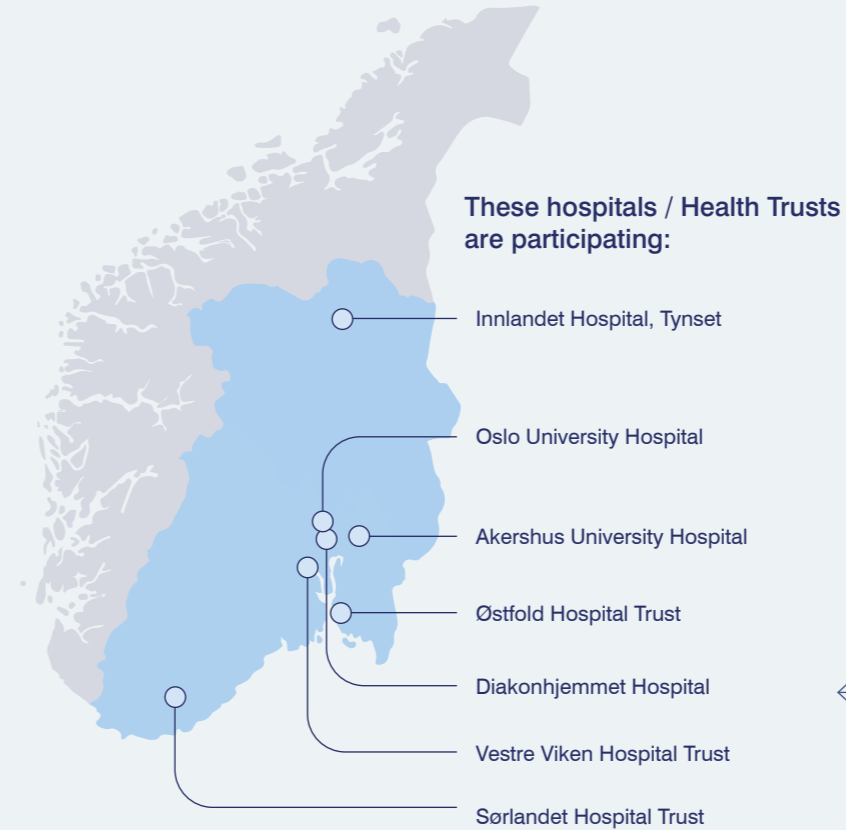 These hospitals / Health Trusts
are participating:
Innlandet Hospital, Tynset
Oslo University Hospital
Akershus University Hospital
Østfold Hospital Trust
Diakonhjemmet Hospital
Vestre Viken Hospital Trust
Sørlandet Hospital Trust